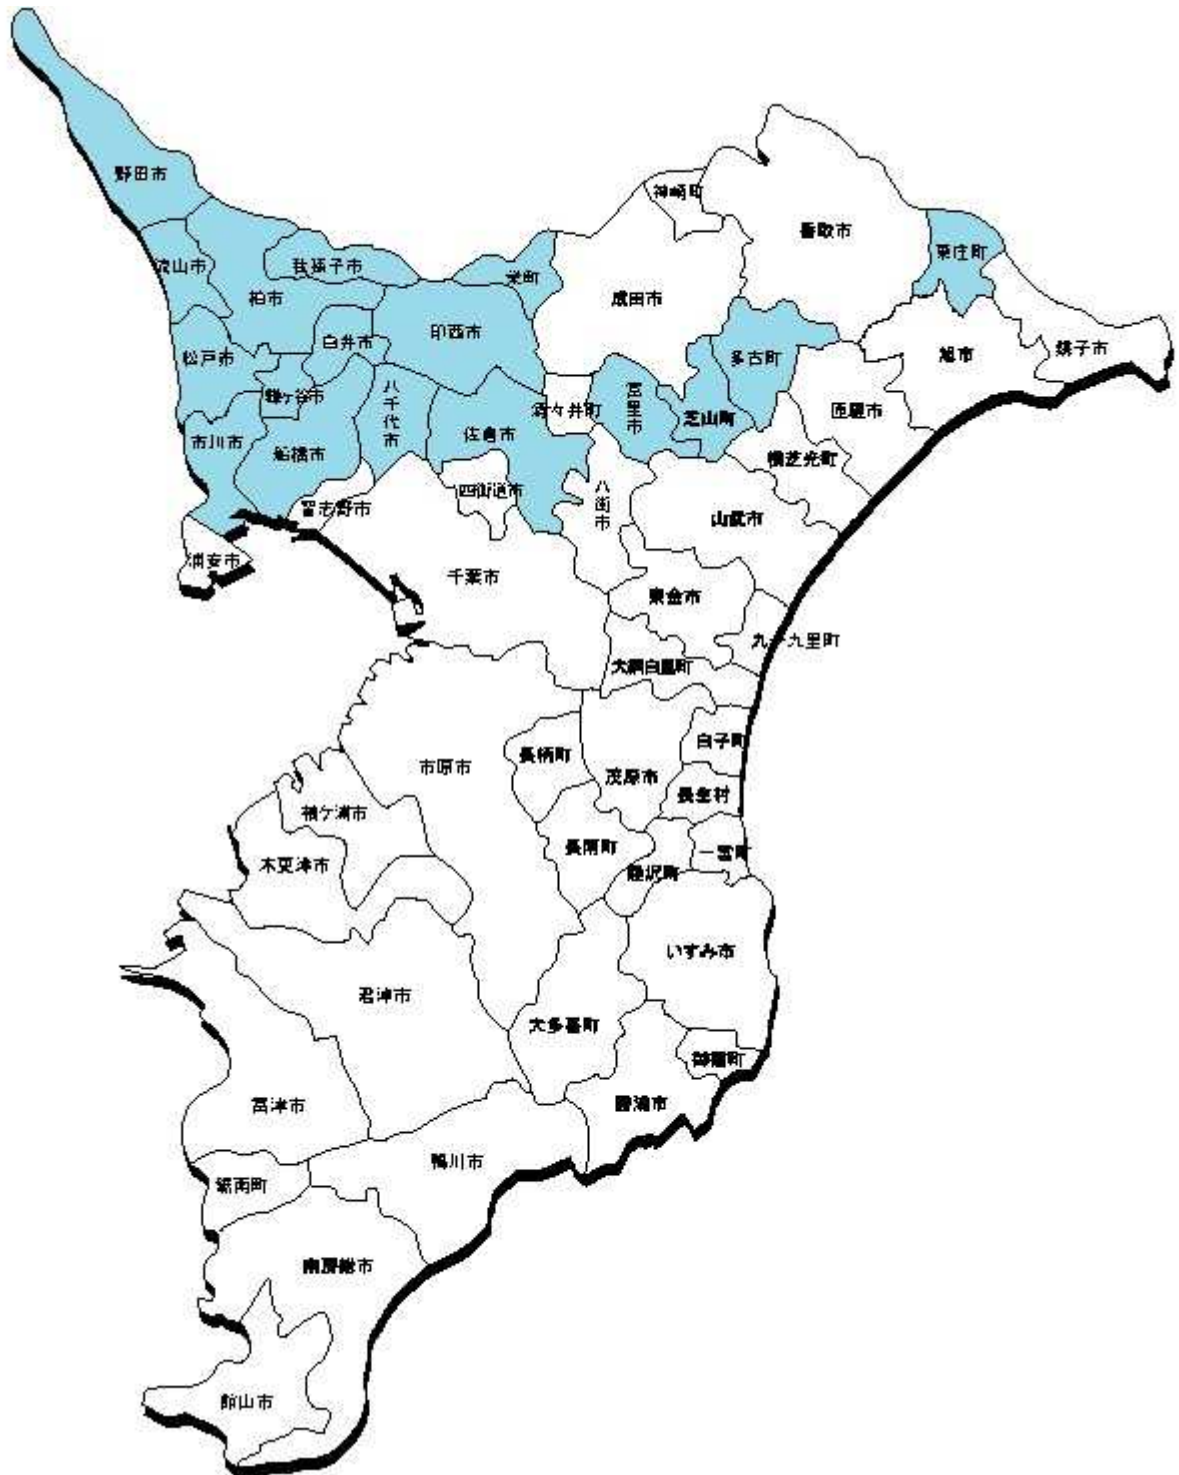 野田市
神崎町
香取市
東庄町
流山市
我孫子市
栄町
成田市
柏市
印西市
白井市
松戸市
多古町
旭市
銚子市
鎌ヶ谷市
八千代市
酒々井町
富里市
芝山町
匝瑳市
市川市
船橋市
佐倉市
横芝光町
四街道市
八街市
習志野市
山武市
浦安市
千葉市
東金市
九十九里町
大網白里町
白子町
市原市
長柄町
茂原市
長生村
袖ケ浦市
長南町
一宮町
木更津市
睦沢町
いすみ市
君津市
大多喜町
御宿町
富津市
勝浦市
鴨川市
鋸南町
南房総市
館山市